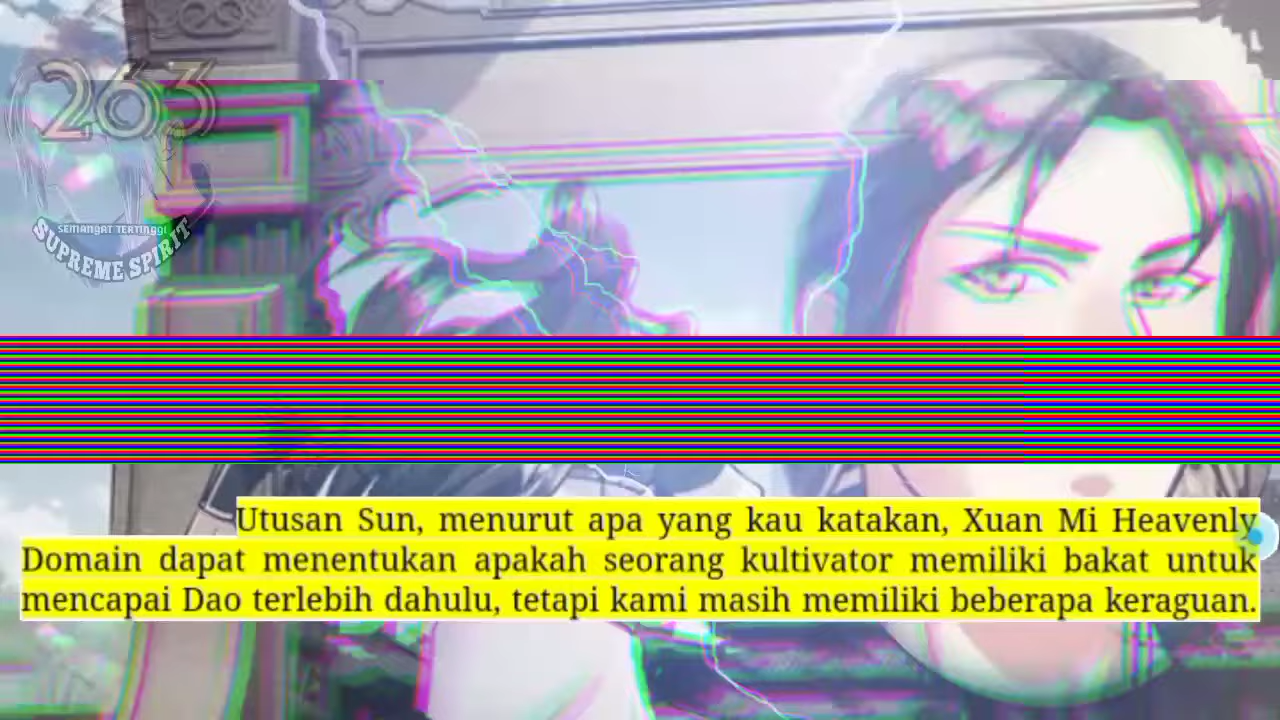 263
SEMANGAT TERTINGGI
SUPREME SPIRIT
Utusan Sun, menurut apa yang kau katakan, Xuan Mi Heavenly
Domain dapat menentukan apakah seorang kultivator memiliki bakat untuk
mencapai Dao terlebih dahulu, tetapi kami masih memiliki beberapa keraguan.